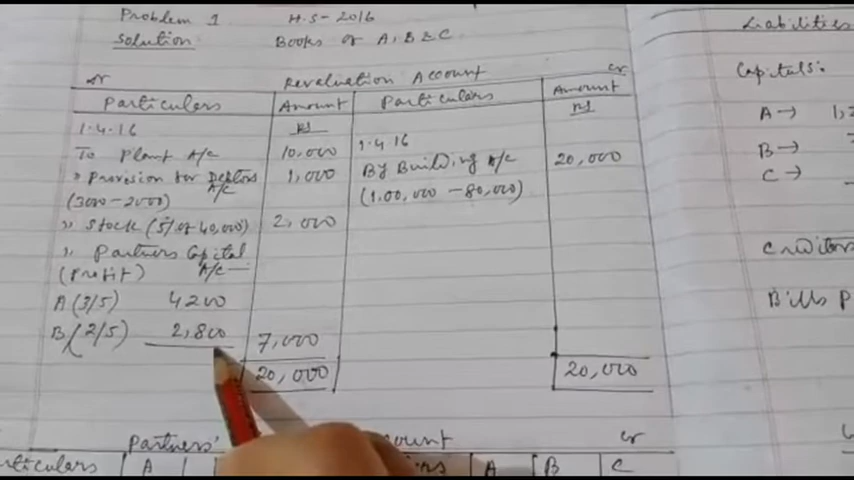 Problem 1 H.S-2016
Solution Books of A, B & C
Dr Revaluation Account Cr
Particulars Amount Particulars Amount
1.4.16 Rs 1.4.16 Rs
To Plant A/c 10,000 By Building A/c 20,000
" Provision for Debtors A/c 1,000 (1,00,000 - 80,000)
(3000-2000)
" Stock (5% of 40,000) 2,000
" Partners Capital
(Profit) A/c
A (3/5) 4200
B (2/5) 2,800 7,000
20,000 20,000
Partners' Cr
A A B C
Liabilities
Capitals:
A →
B →
C →
Creditors
Bills P